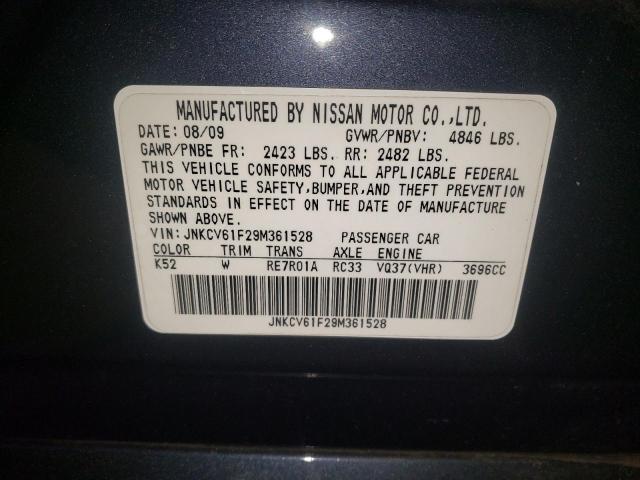 MANUFACTURED BY NISSAN MOTOR CO.,LTD.
DATE: 08/09 GVWR/PNBV: 4846 LBS.
GAWR/PNBE FR: 2423 LBS. RR: 2482 LBS.
THIS VEHICLE CONFORMS TO ALL APPLICABLE FEDERAL
MOTOR VEHICLE SAFETY,BUMPER,AND THEFT PREVENTION
STANDARDS IN EFFECT ON THE DATE OF MANUFACTURE
SHOWN ABOVE.
VIN: JNKCV61F29M361528 PASSENGER CAR
COLOR TRIM TRANS AXLE ENGINE
K52 W RE7R01A RC33 VQ37(VHR) 3696CC
JNKCV61F29M361528